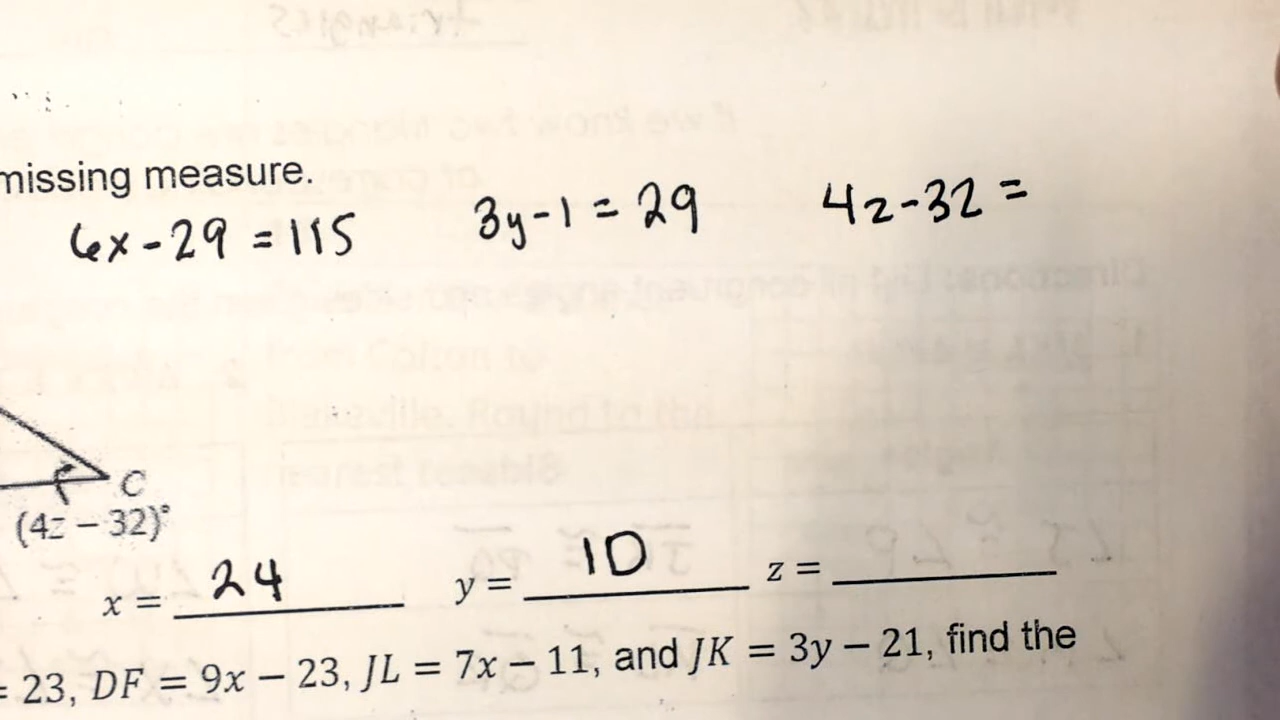 missing measure.
6x - 29 = 115
3y - 1 = 29
4z - 32 =
C
(4z − 32)°
x = 24
y = 10
z =
= 23, DF = 9x − 23, JL = 7x − 11, and JK = 3y − 21, find the